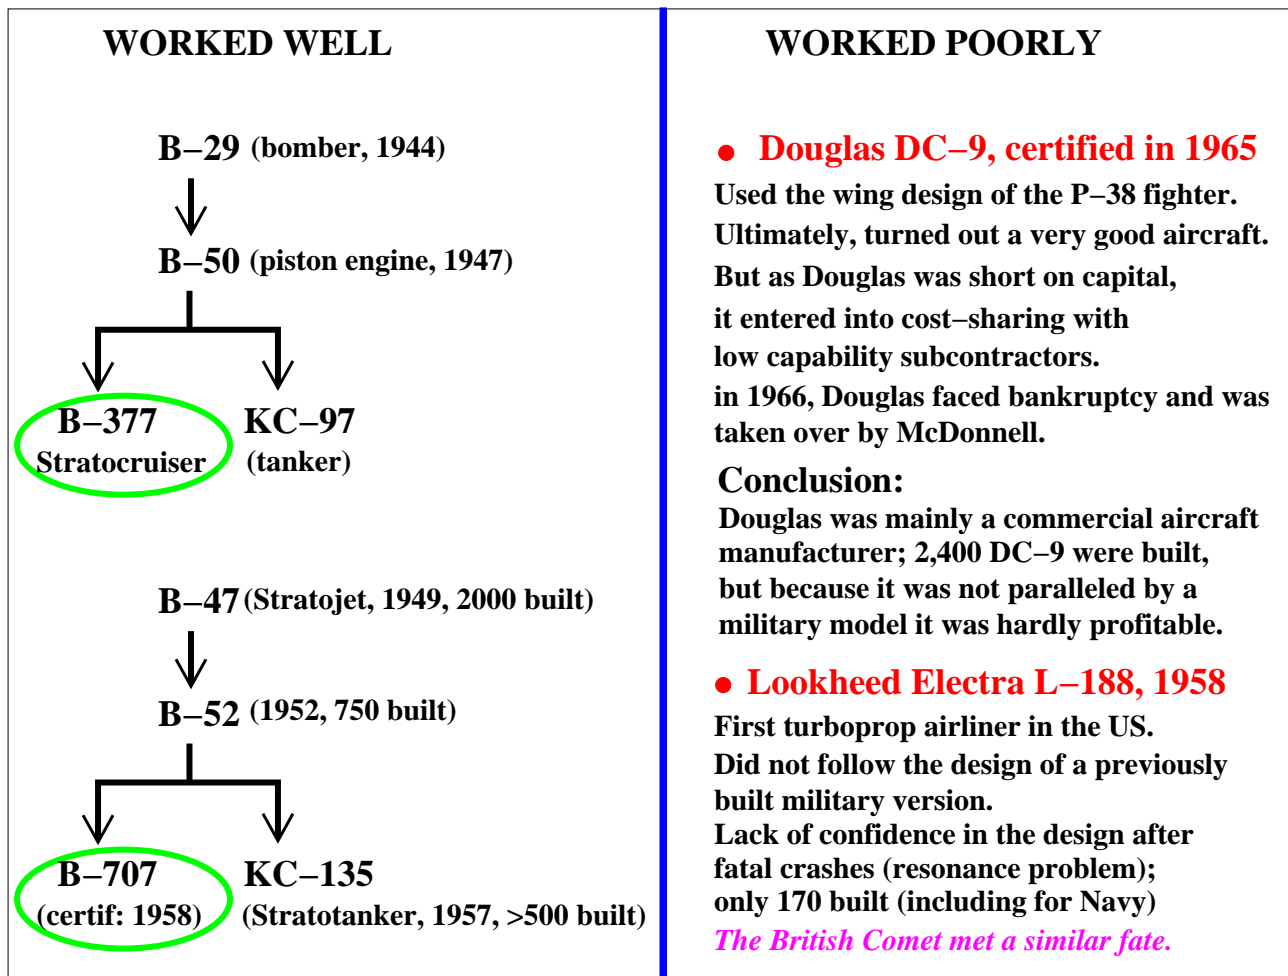 WORKED WELL
B−29 (bomber, 1944)
B−50 (piston engine, 1947)
B−377
Stratocruiser
KC−97
(tanker)
B−47 (Stratojet, 1949, 2000 built)
B−52 (1952, 750 built)
B−707
(certif: 1958)
KC−135
(Stratotanker, 1957, >500 built)
WORKED POORLY
• Douglas DC−9, certified in 1965
Used the wing design of the P−38 fighter.
Ultimately, turned out a very good aircraft.
But as Douglas was short on capital,
it entered into cost−sharing with
low capability subcontractors.
in 1966, Douglas faced bankruptcy and was
taken over by McDonnell.
Conclusion:
Douglas was mainly a commercial aircraft
manufacturer; 2,400 DC−9 were built,
but because it was not paralleled by a
military model it was hardly profitable.
• Lookheed Electra L−188, 1958
First turboprop airliner in the US.
Did not follow the design of a previously
built military version.
Lack of confidence in the design after
fatal crashes (resonance problem);
only 170 built (including for Navy)
The British Comet met a similar fate.